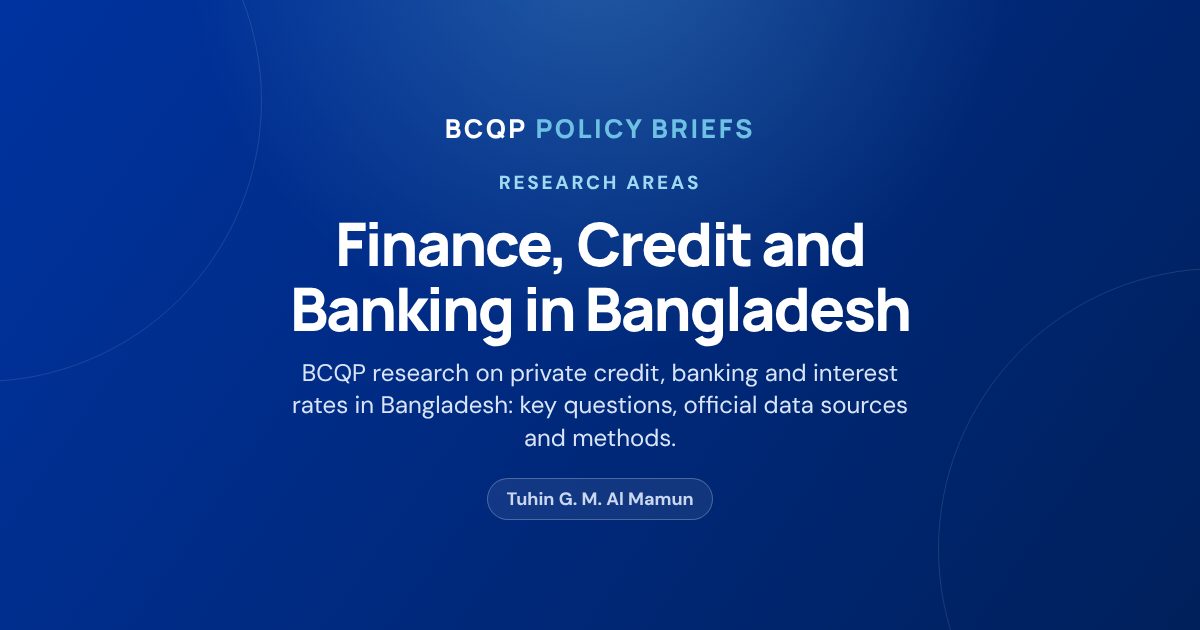 BCQP POLICY BRIEFS
RESEARCH AREAS
Finance, Credit and
Banking in Bangladesh
BCQP research on private credit, banking and interest
rates in Bangladesh: key questions, official data sources
and methods.
Tuhin G. M. Al Mamun